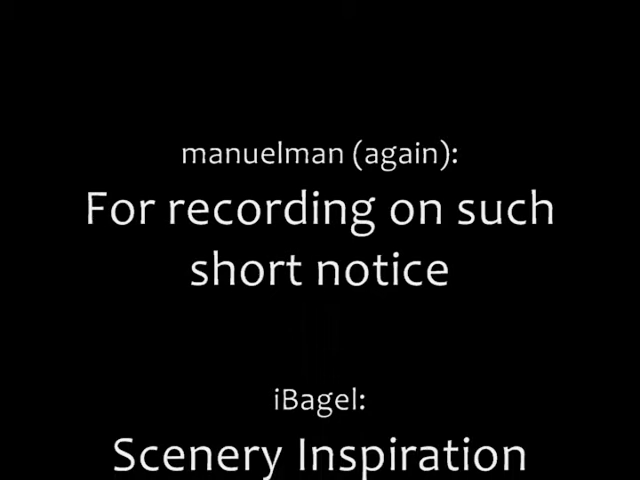 manuelman (again):
For recording on such
short notice
iBagel:
Scenery Inspiration